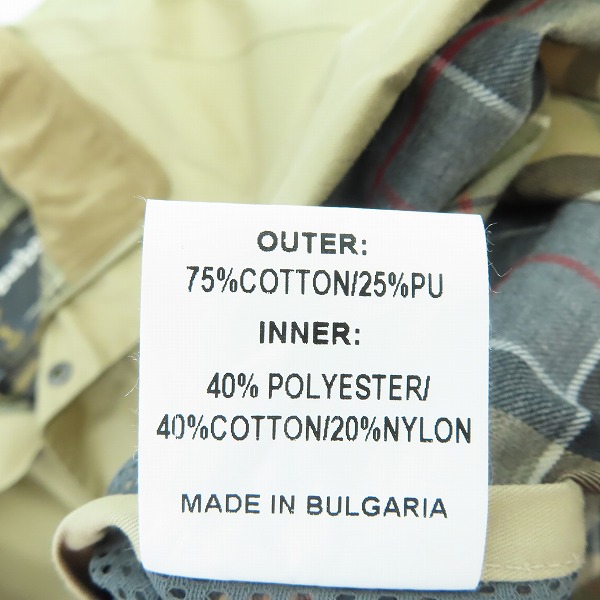 OUTER:
75%COTTON/25%PU
INNER:
40% POLYESTER/
40%COTTON/20%NYLON
MADE IN BULGARIA